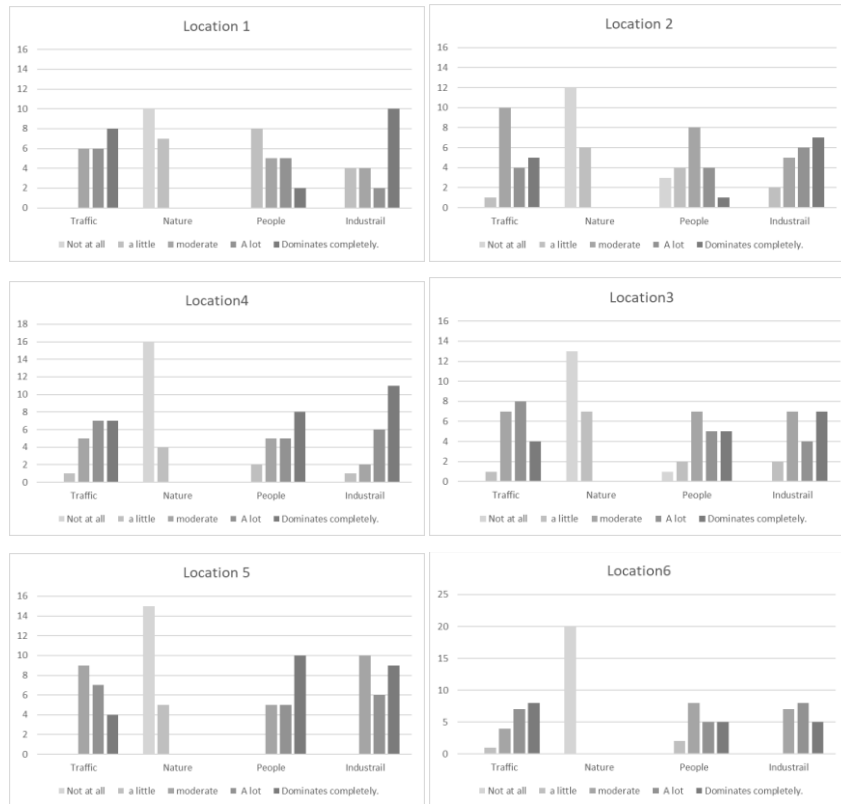 Location 1
16
14
12
10
8
6
4
2
0
Traffic Nature People Industrail
Not at all a little moderate A lot Dominates completely.
Location 2
16
14
12
10
8
6
4
2
0
Traffic Nature People Industrail
Not at all a little moderate A lot Dominates completely.
Location4
18
16
14
12
10
8
6
4
2
0
Traffic Nature People Industrail
Not at all a little moderate A lot Dominates completely.
Location3
16
14
12
10
8
6
4
2
0
Traffic Nature People Industrail
Not at all a little moderate A lot Dominates completely.
Location 5
16
14
12
10
8
6
4
2
0
Traffic Nature People Industrail
Not at all a little moderate A lot Dominates completely.
Location6
25
20
15
10
5
0
Traffic Nature People Industrail
Not at all a little moderate A lot Dominates completely.